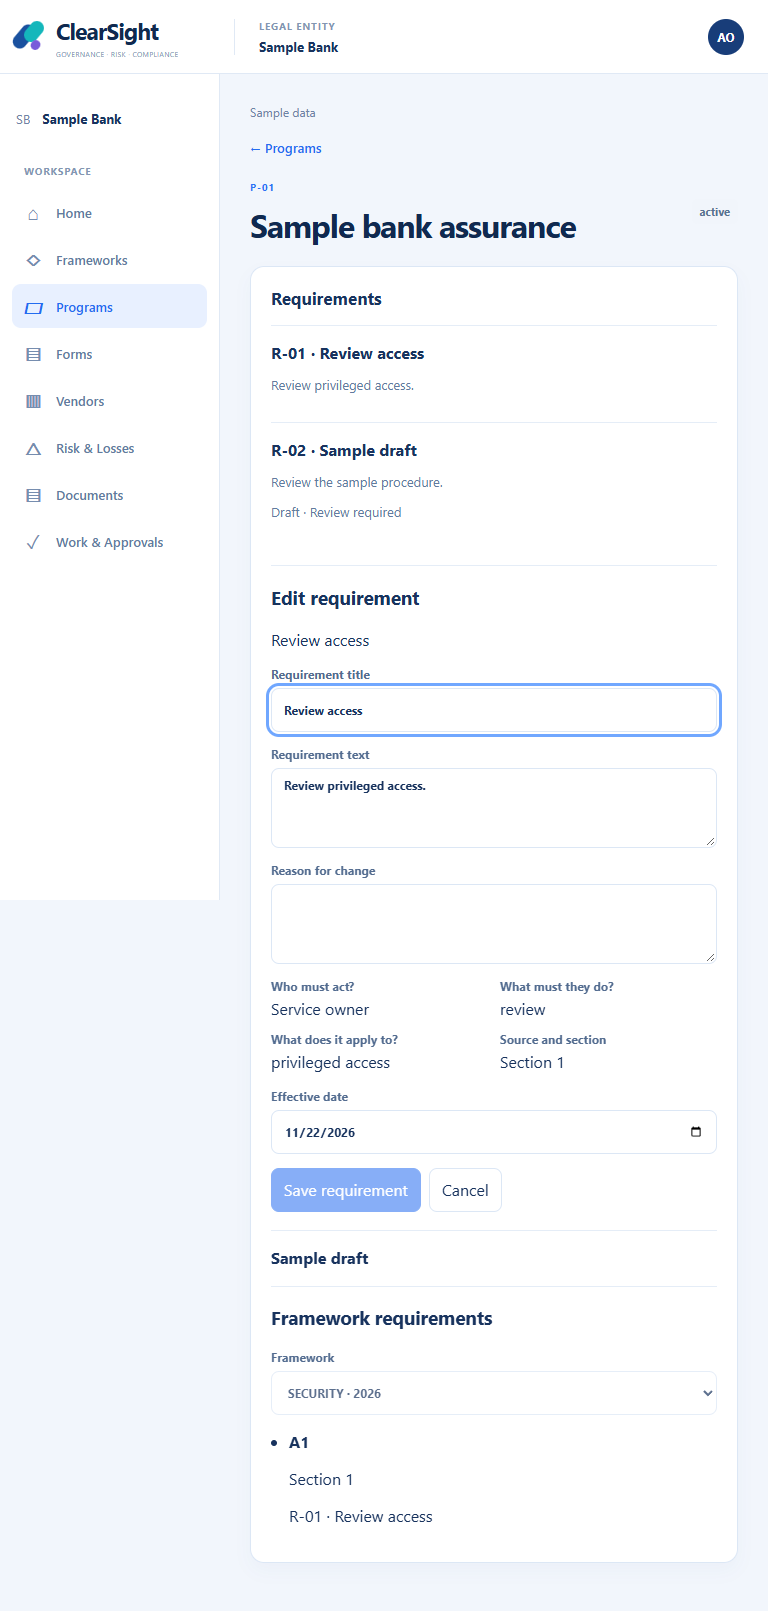 ClearSight
GOVERNANCE · RISK · COMPLIANCE
LEGAL ENTITY
Sample Bank
AO
SB Sample Bank
WORKSPACE
Home
Frameworks
Programs
Forms
Vendors
Risk & Losses
Documents
Work & Approvals
Sample data
← Programs
P-01
Sample bank assurance
active
Requirements
R-01 · Review access
Review privileged access.
R-02 · Sample draft
Review the sample procedure.
Draft · Review required
Edit requirement
Review access
Requirement title
Review access
Requirement text
Review privileged access.
Reason for change
Who must act?
Service owner
What must they do?
review
What does it apply to?
privileged access
Source and section
Section 1
Effective date
11/22/2026
Save requirement
Cancel
Sample draft
Framework requirements
Framework
SECURITY · 2026
• A1
Section 1
R-01 · Review access